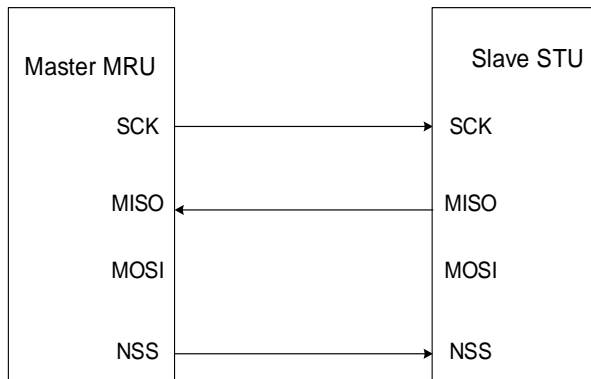 Master MRU
Slave STU
SCK
SCK
MISO
MISO
MOSI
MOSI
NSS
NSS